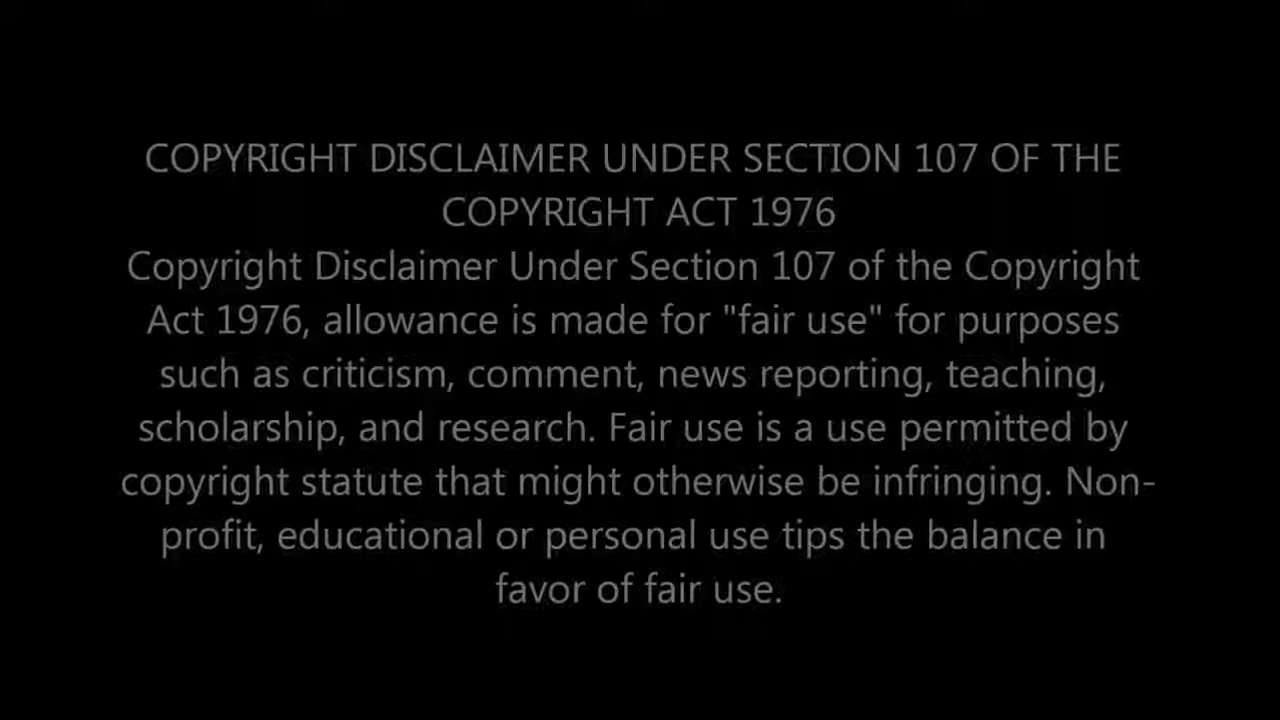 COPYRIGHT DISCLAIMER UNDER SECTION 107 OF THE
COPYRIGHT ACT 1976
Copyright Disclaimer Under Section 107 of the Copyright
Act 1976, allowance is made for "fair use" for purposes
such as criticism, comment, news reporting, teaching,
scholarship, and research. Fair use is a use permitted by
copyright statute that might otherwise be infringing. Non-
profit, educational or personal use tips the balance in
favor of fair use.